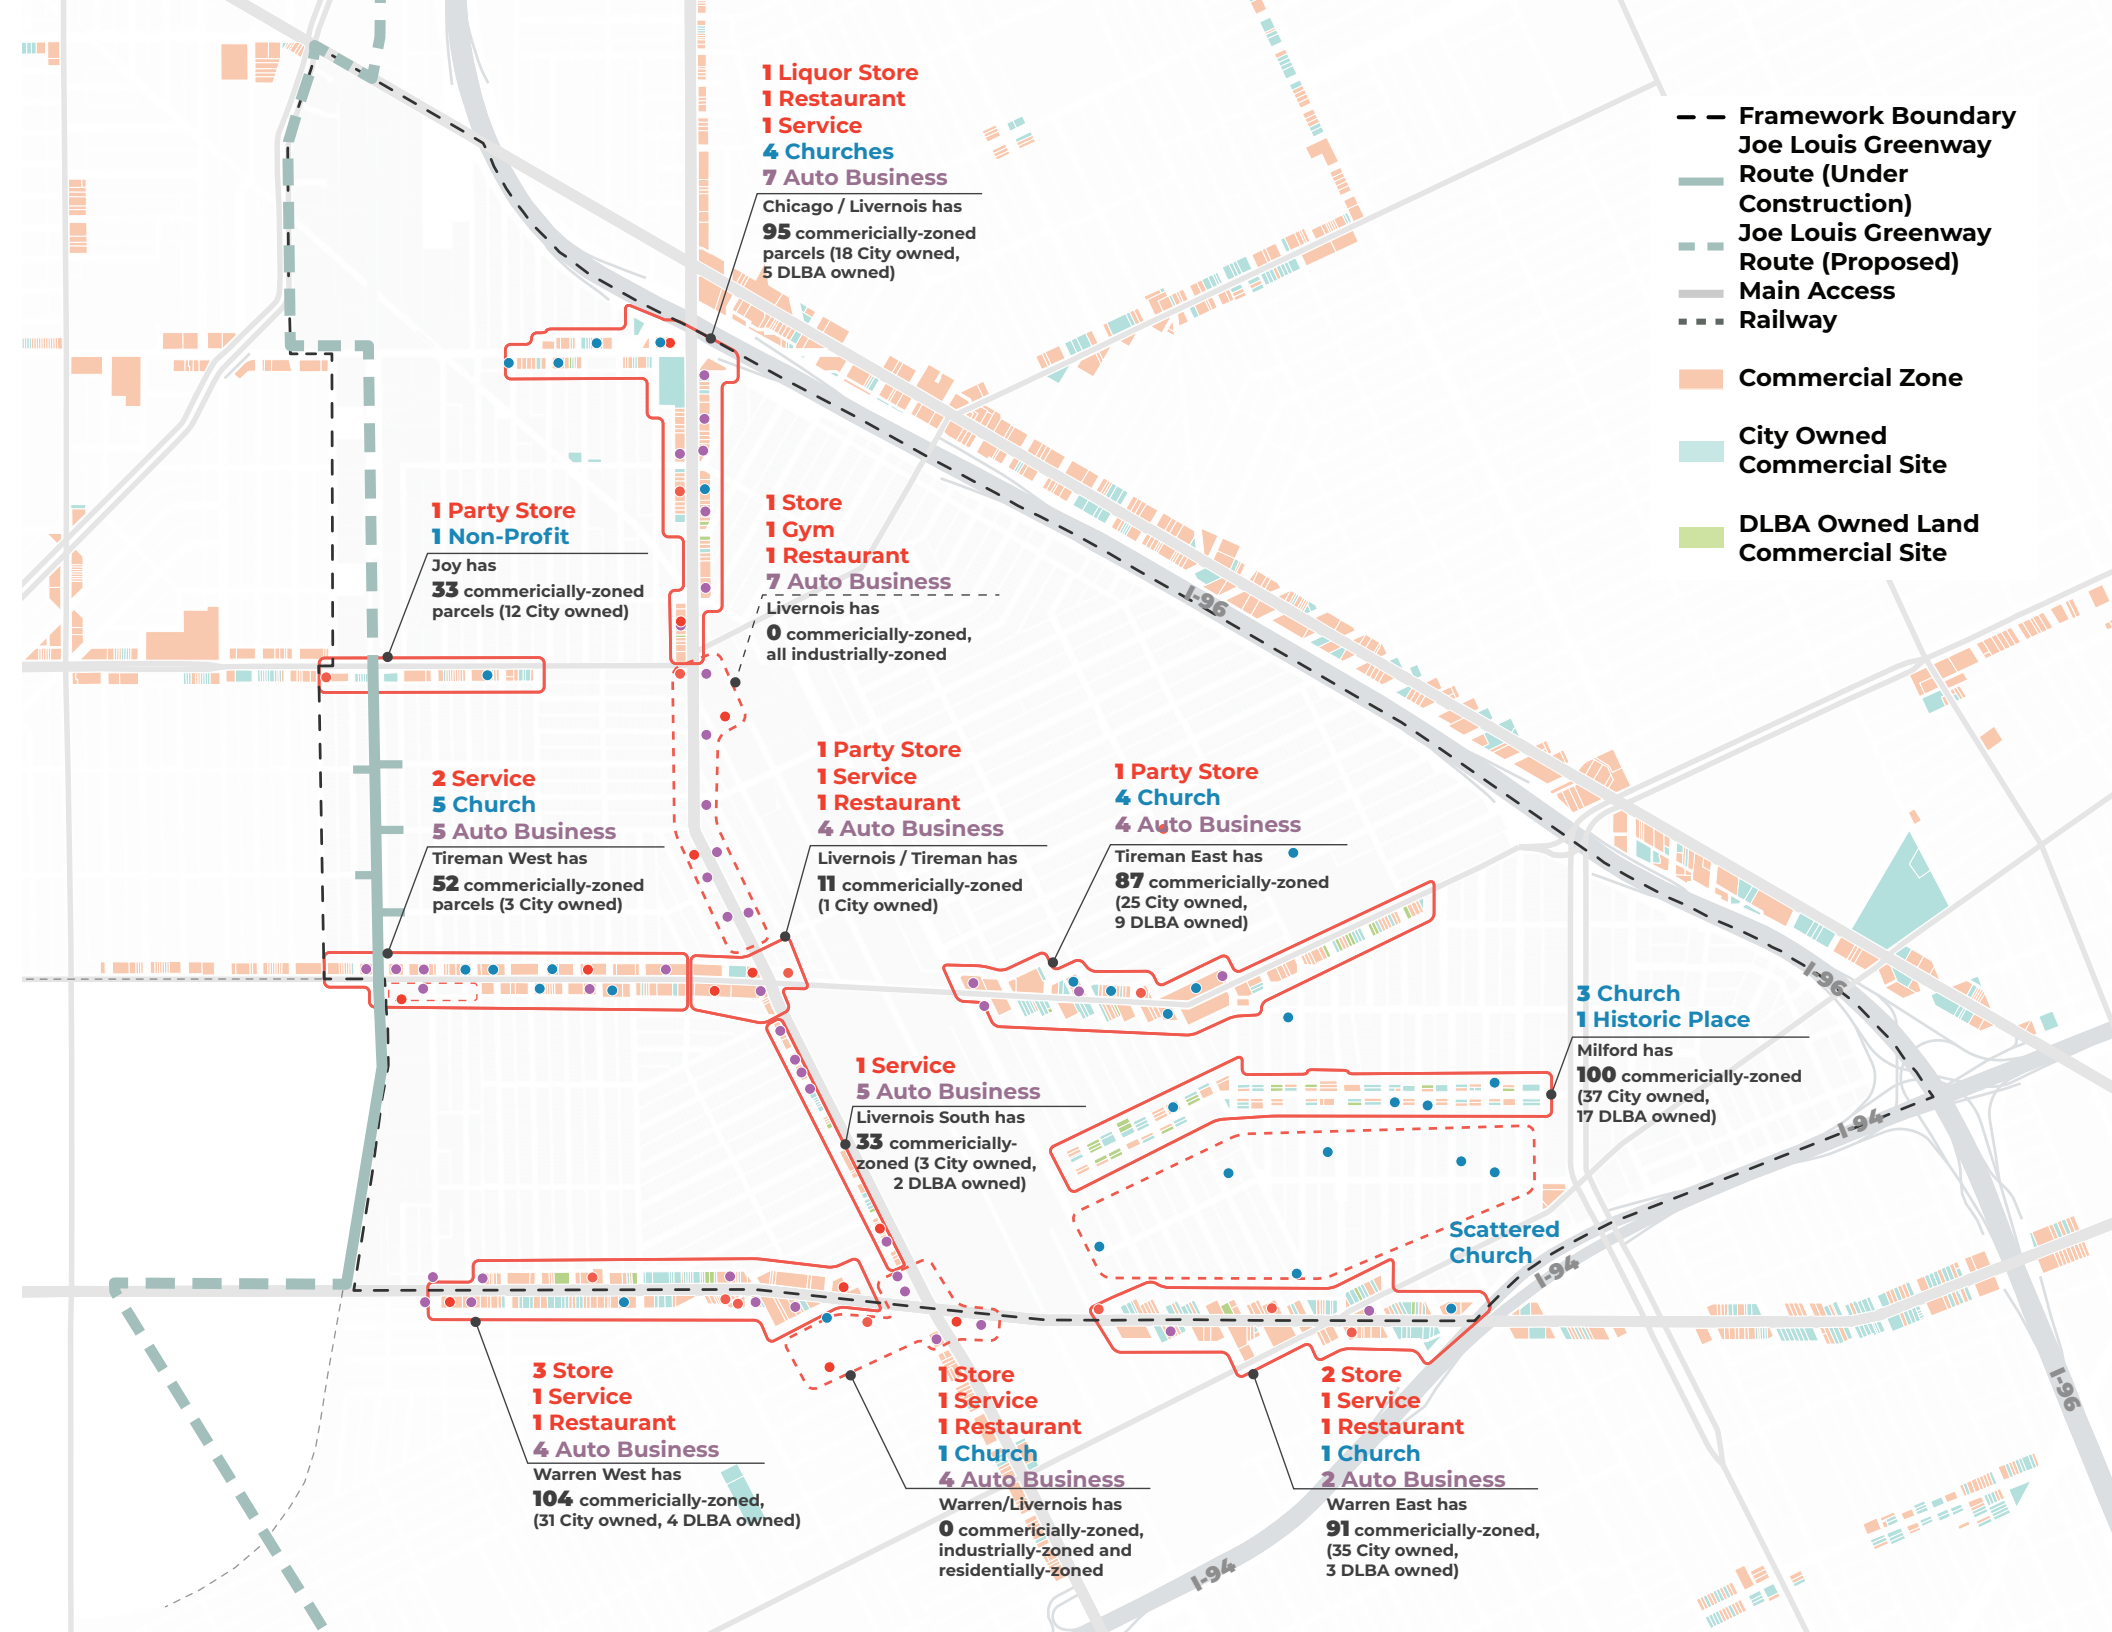 1 Liquor Store
1 Restaurant
1 Service
4 Churches
7 Auto Business
Chicago / Livernois has
95 commericially-zoned
parcels (18 City owned,
5 DLBA owned)
Framework Boundary
Joe Louis Greenway
Route (Under
Construction)
Joe Louis Greenway
Route (Proposed)
Main Access
Railway
Commercial Zone
City Owned
Commercial Site
DLBA Owned Land
Commercial Site
1 Party Store
1 Non-Profit
Joy has
33 commericially-zoned
parcels (12 City owned)
1 Store
1 Gym
1 Restaurant
7 Auto Business
Livernois has
0 commericially-zoned,
all industrially-zoned
I-96
2 Service
5 Church
5 Auto Business
Tireman West has
52 commericially-zoned
parcels (3 City owned)
1 Party Store
1 Service
1 Restaurant
4 Auto Business
Livernois / Tireman has
11 commericially-zoned
(1 City owned)
1 Party Store
4 Church
4 Auto Business
Tireman East has
87 commericially-zoned
(25 City owned,
9 DLBA owned)
I-96
3 Church
1 Historic Place
Milford has
100 commericially-zoned
(37 City owned,
17 DLBA owned)
I-94
1 Service
5 Auto Business
Livernois South has
33 commericially-
zoned (3 City owned,
2 DLBA owned)
Scattered
Church
I-94
I-96
3 Store
1 Service
1 Restaurant
4 Auto Business
Warren West has
104 commericially-zoned,
(31 City owned, 4 DLBA owned)
1 Store
1 Service
1 Restaurant
1 Church
4 Auto Business
Warren/Livernois has
0 commericially-zoned,
industrially-zoned and
residentially-zoned
2 Store
1 Service
1 Restaurant
1 Church
2 Auto Business
Warren East has
91 commericially-zoned,
(35 City owned,
3 DLBA owned)
I-94